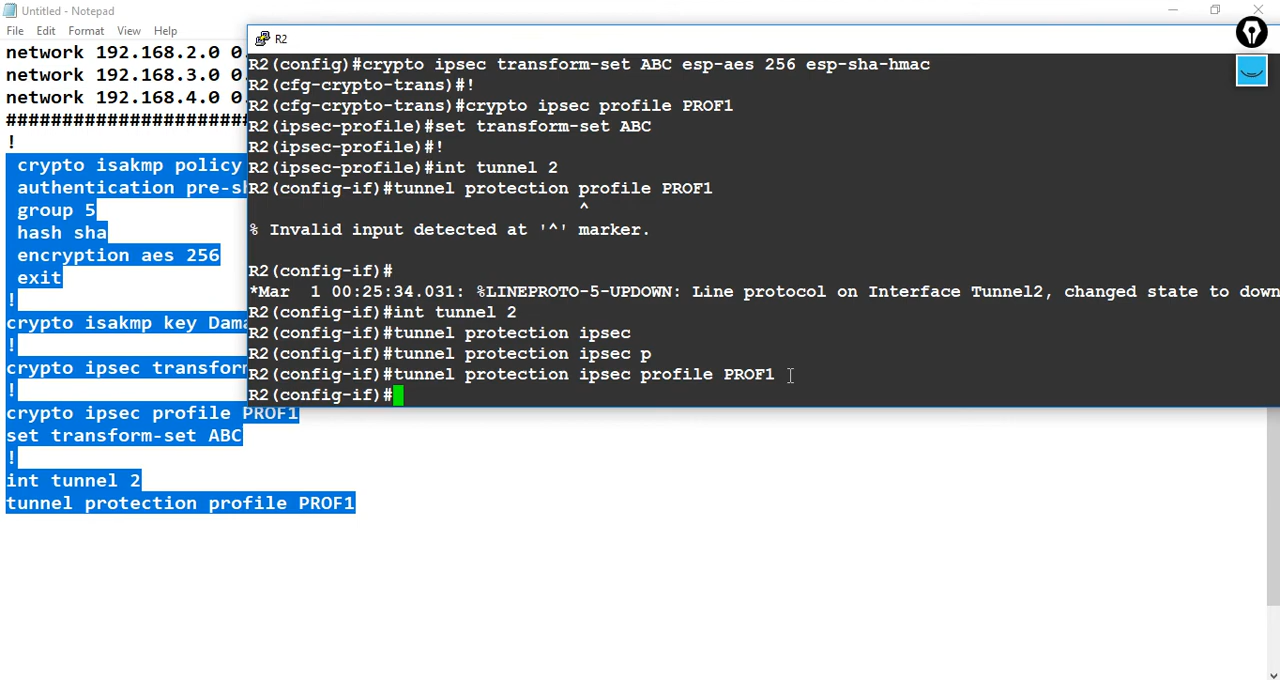 Untitled - Notepad
File Edit Format View Help
network 192.168.2.0 0.
network 192.168.3.0 0.
network 192.168.4.0 0.
######################
!
crypto isakmp policy
authentication pre-sh
group 5
hash sha
encryption aes 256
exit
!
crypto isakmp key Dama
!
crypto ipsec transform
!
crypto ipsec profile PROF1
set transform-set ABC
!
int tunnel 2
tunnel protection profile PROF1
R2
R2(config)#crypto ipsec transform-set ABC esp-aes 256 esp-sha-hmac
R2(cfg-crypto-trans)#!
R2(cfg-crypto-trans)#crypto ipsec profile PROF1
R2(ipsec-profile)#set transform-set ABC
R2(ipsec-profile)#!
R2(ipsec-profile)#int tunnel 2
R2(config-if)#tunnel protection profile PROF1
^
% Invalid input detected at '^' marker.
R2(config-if)#
*Mar  1 00:25:34.031: %LINEPROTO-5-UPDOWN: Line protocol on Interface Tunnel2, changed state to down
R2(config-if)#int tunnel 2
R2(config-if)#tunnel protection ipsec
R2(config-if)#tunnel protection ipsec p
R2(config-if)#tunnel protection ipsec profile PROF1
R2(config-if)#